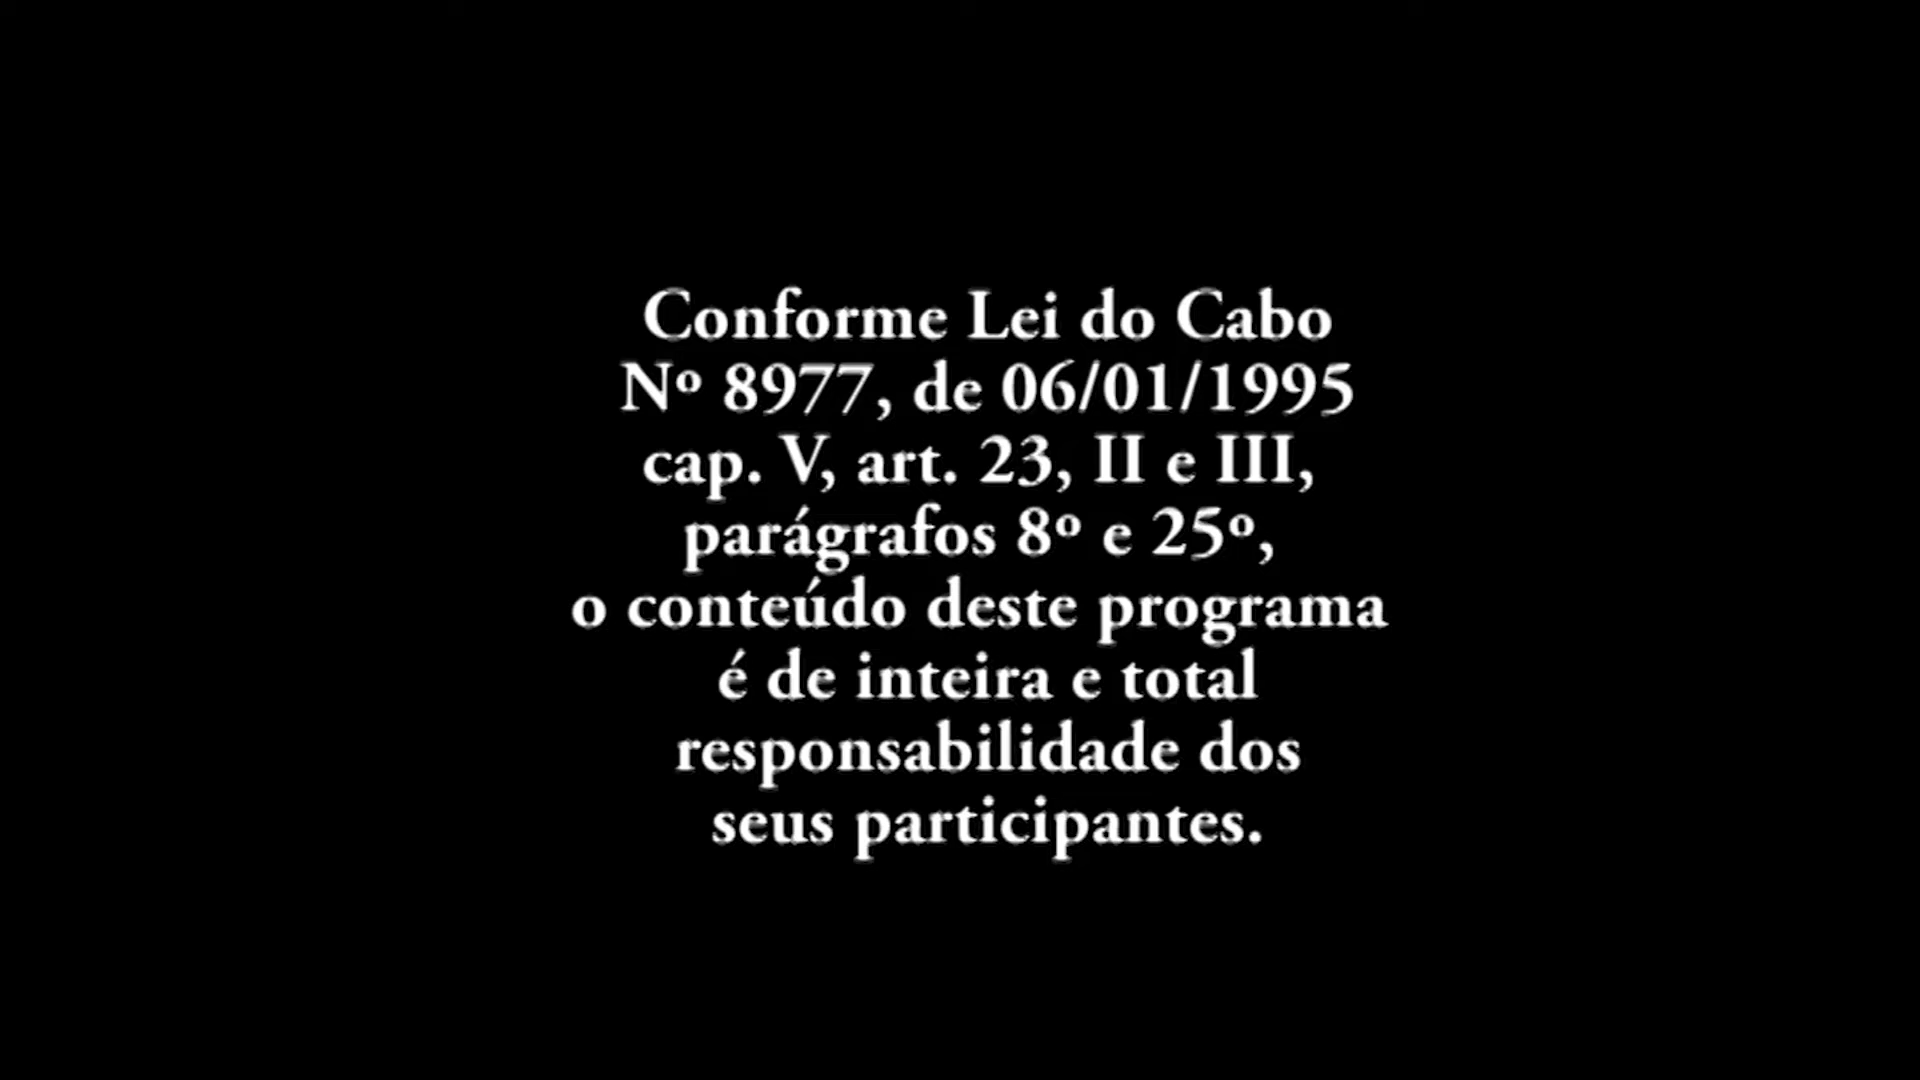 Conforme Lei do Cabo
Nº 8977, de 06/01/1995
cap. V, art. 23, II e III,
parágrafos 8º e 25º,
o conteúdo deste programa
é de inteira e total
responsabilidade dos
seus participantes.